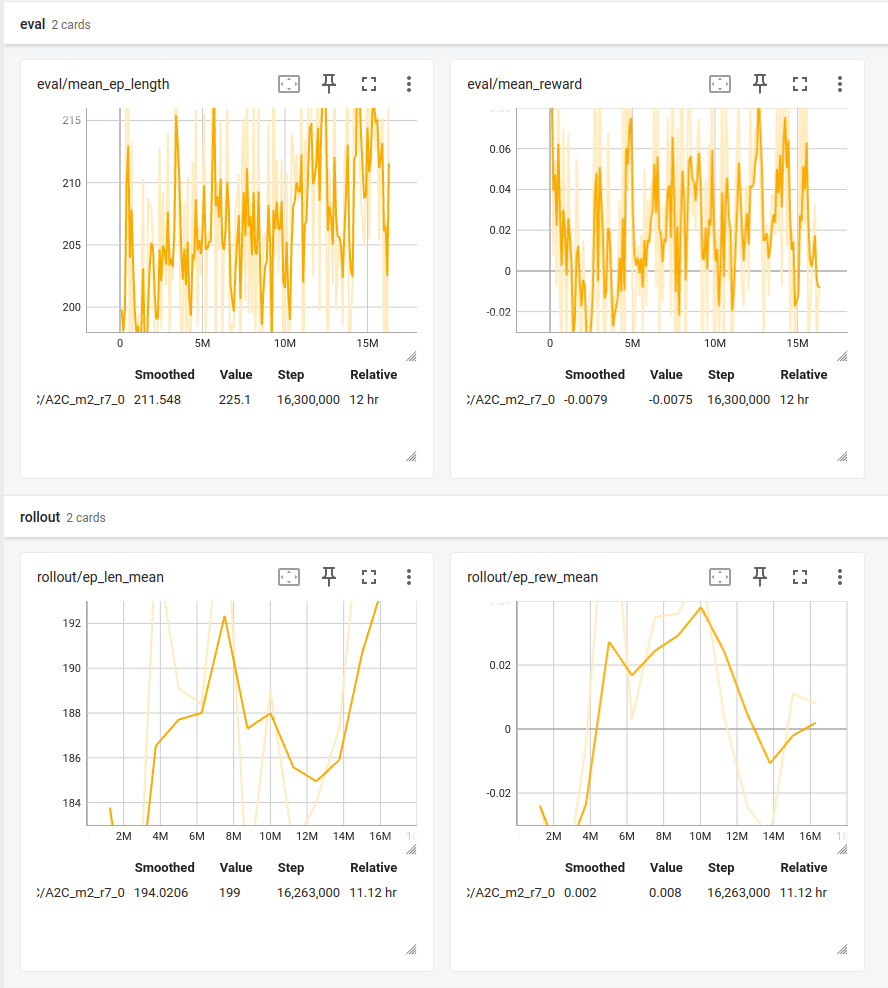 eval 2 cards
eval/mean_ep_length
215
210
205
200
0 5M 10M 15M
Smoothed Value Step Relative
:/A2C_m2_r7_0 211.548 225.1 16,300,000 12 hr
eval/mean_reward
0.06
0.04
0.02
0
-0.02
0 5M 10M 15M
Smoothed Value Step Relative
:/A2C_m2_r7_0 -0.0079 -0.0075 16,300,000 12 hr
rollout 2 cards
rollout/ep_len_mean
192
190
188
186
184
2M 4M 6M 8M 10M 12M 14M 16M
Smoothed Value Step Relative
:/A2C_m2_r7_0 194.0206 199 16,263,000 11.12 hr
rollout/ep_rew_mean
0.02
0
-0.02
2M 4M 6M 8M 10M 12M 14M 16M
Smoothed Value Step Relative
:/A2C_m2_r7_0 0.002 0.008 16,263,000 11.12 hr